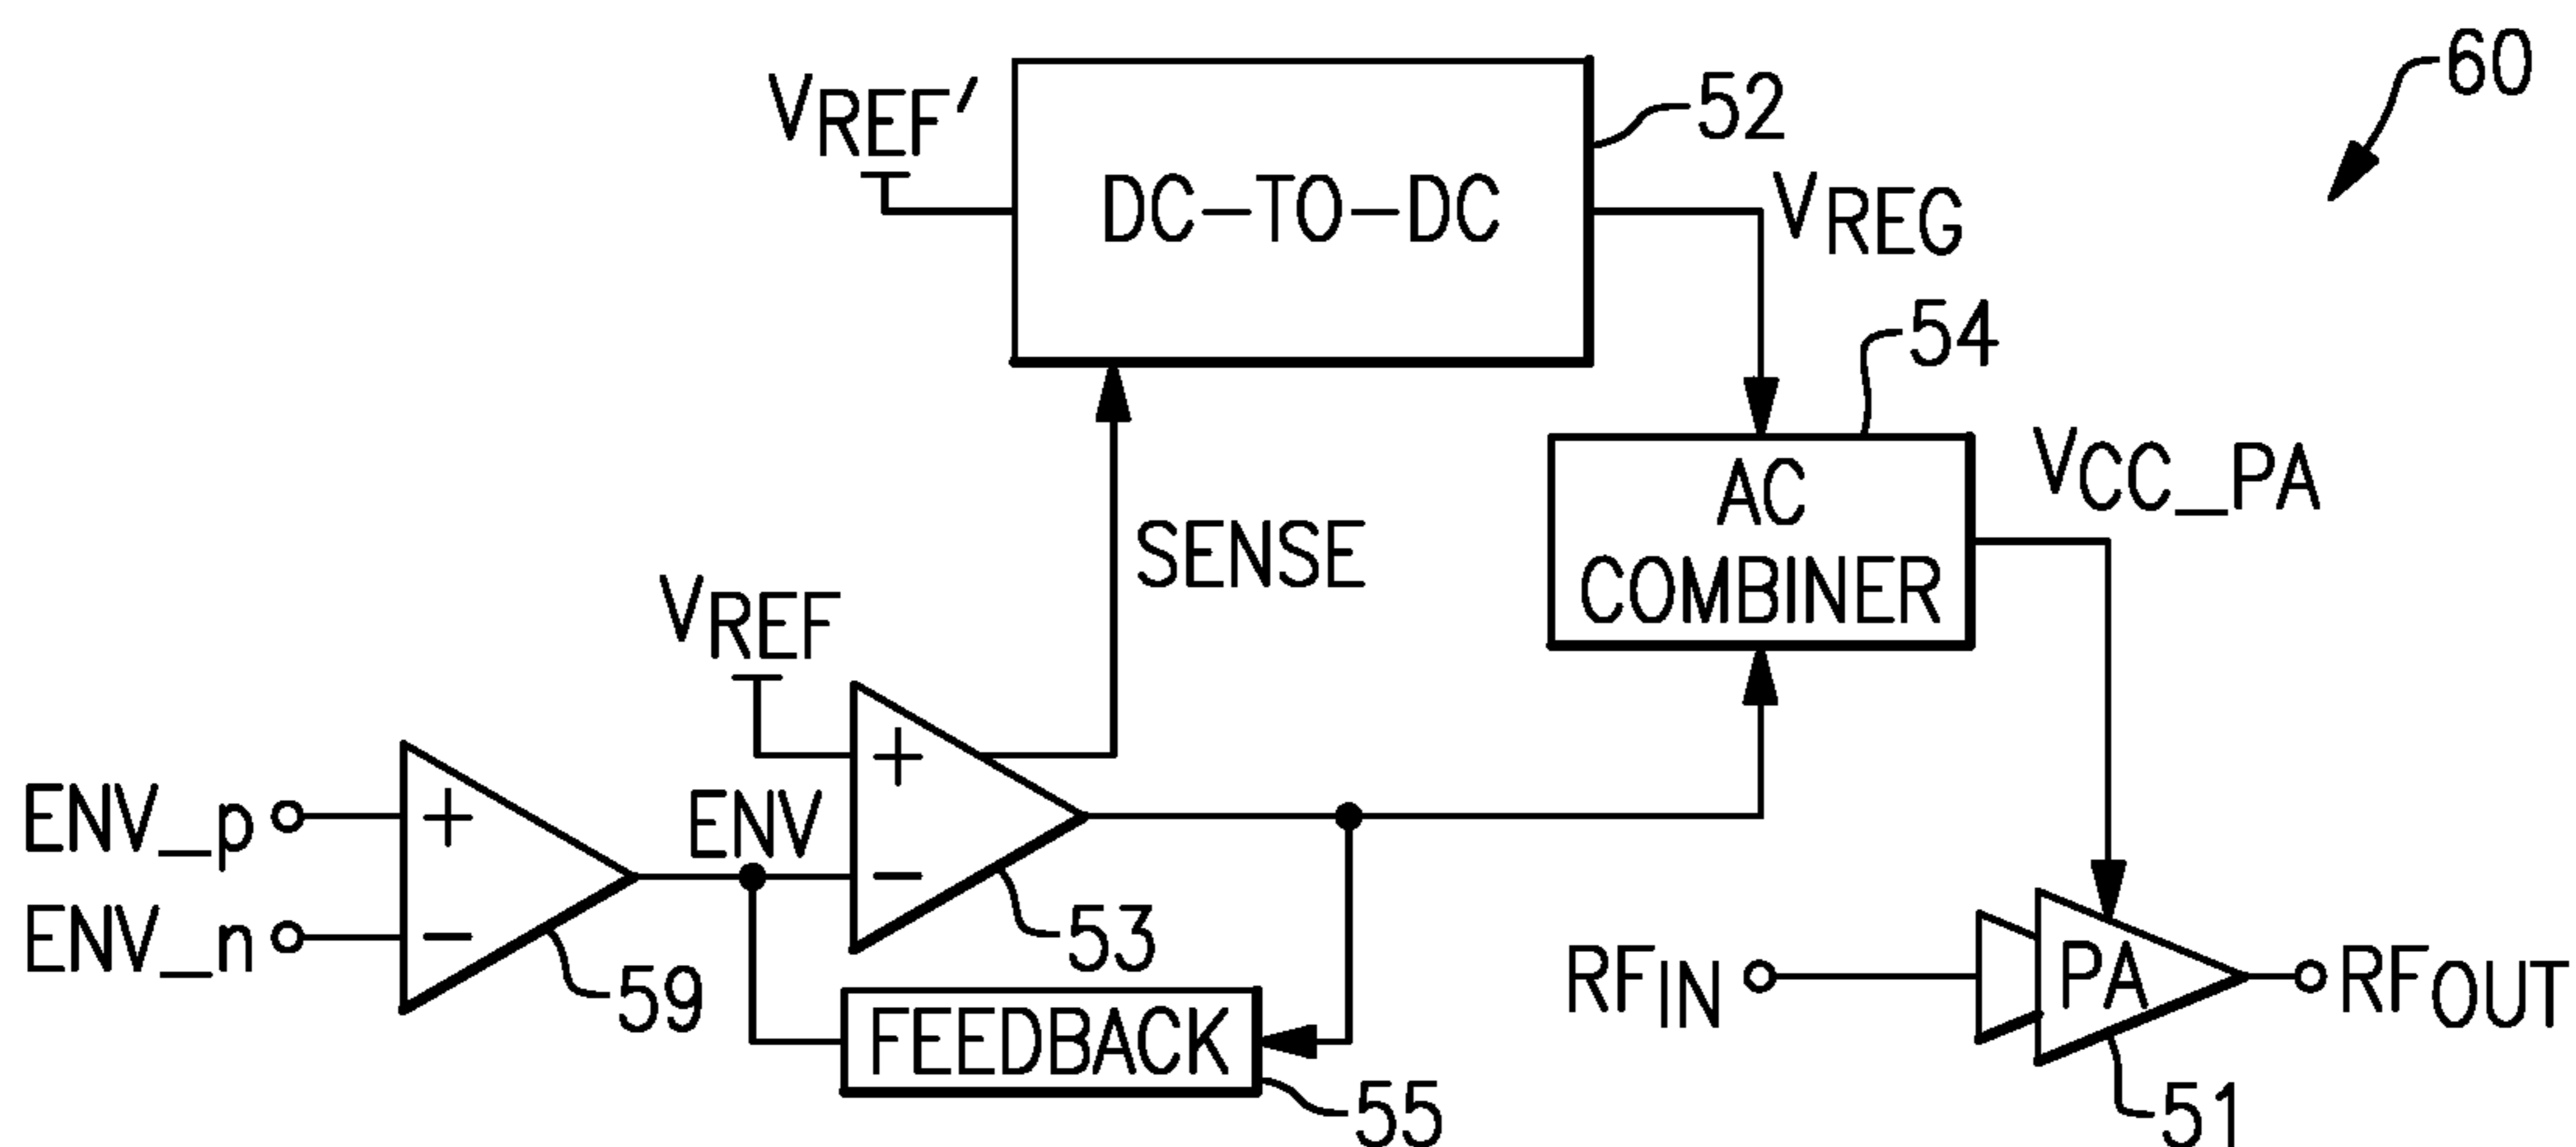 60
VREF'
52
DC-TO-DC
VREG
54
AC
COMBINER
VCC_PA
SENSE
VREF
+
ENV_p
+
ENV
-
ENV_n
-
53
59
FEEDBACK
55
RFIN
PA
RFOUT
51